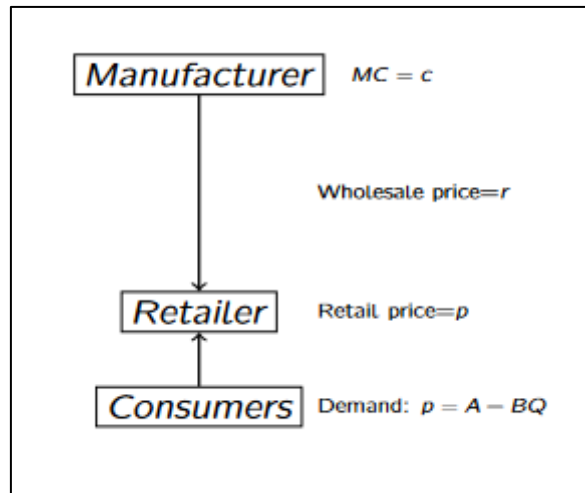 Manufacturer MC = c
Wholesale price=r
Retailer Retail price=p
Consumers Demand: p = A − BQ